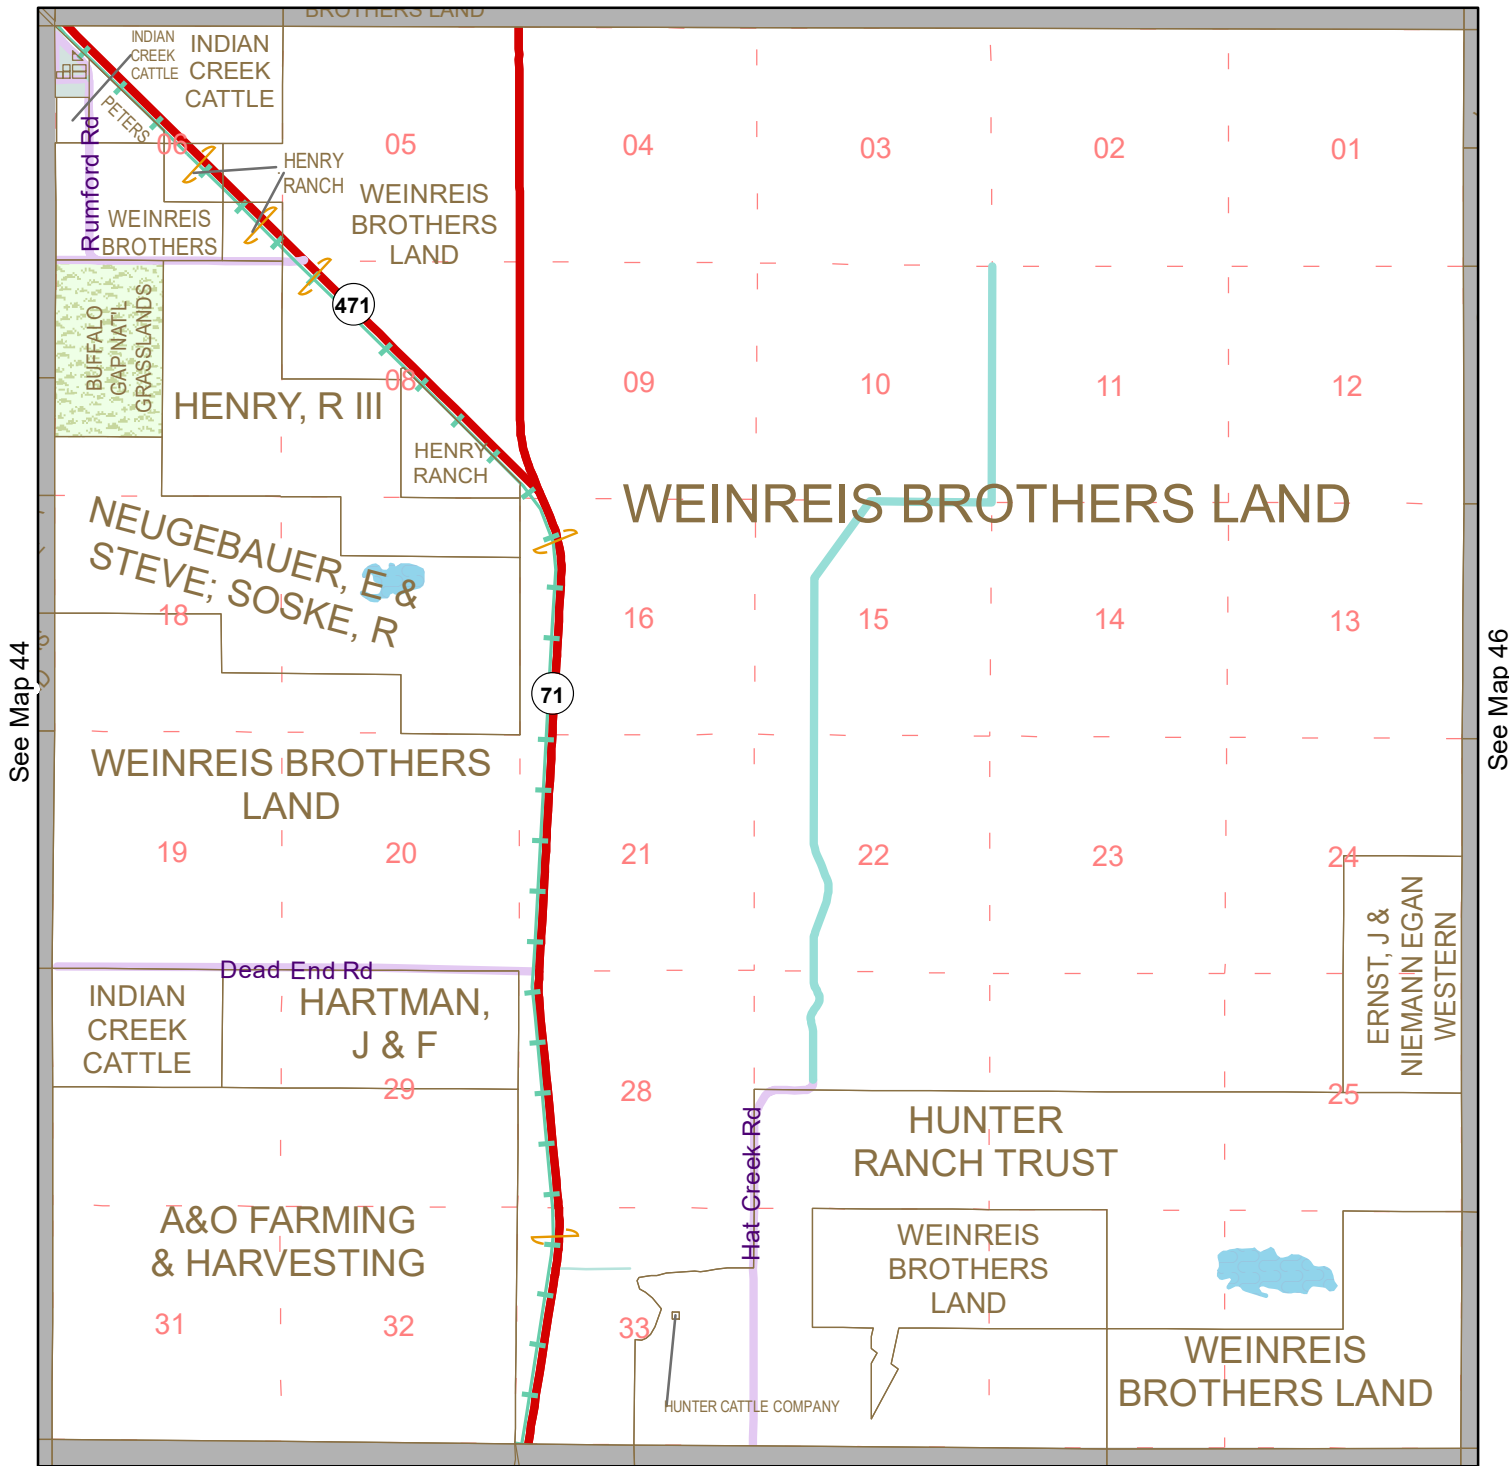 BROTHERS LAND
INDIAN
CREEK
CATTLE
INDIAN
CREEK
CATTLE
PETERS
Rumford Rd
06
05
04
03
02
01
HENRY
RANCH
WEINREIS
BROTHERS
WEINREIS
BROTHERS
LAND
BUFFALO
GAP NAT'L
GRASSLANDS
471
08
09
10
11
12
HENRY, R III
HENRY
RANCH
WEINREIS BROTHERS LAND
NEUGEBAUER, E &
STEVE; SOSKE, R
18
16
15
14
13
See Map 44
See Map 46
71
WEINREIS BROTHERS
LAND
19
20
21
22
23
24
ERNST, J &
NIEMANN EGAN
WESTERN
Dead End Rd
INDIAN
CREEK
CATTLE
HARTMAN,
J & F
29
28
25
HUNTER
RANCH TRUST
Hat Creek Rd
A&O FARMING
& HARVESTING
WEINREIS
BROTHERS
LAND
31
32
33
WEINREIS
BROTHERS LAND
HUNTER CATTLE COMPANY